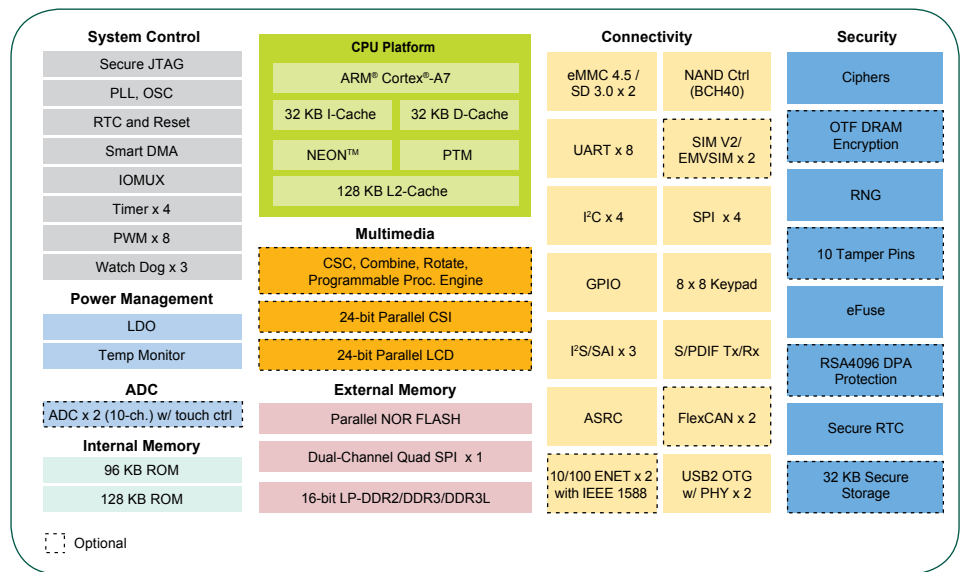 System Control
Secure JTAG
PLL, OSC
RTC and Reset
Smart DMA
IOMUX
Timer x 4
PWM x 8
Watch Dog x 3
Power Management
LDO
Temp Monitor
ADC
ADC x 2 (10-ch.) w/ touch ctrl
Internal Memory
96 KB ROM
128 KB ROM
Optional
CPU Platform
ARM® Cortex®-A7
32 KB I-Cache
32 KB D-Cache
NEON™
PTM
128 KB L2-Cache
Multimedia
CSC, Combine, Rotate,
Programmable Proc. Engine
24-bit Parallel CSI
24-bit Parallel LCD
External Memory
Parallel NOR FLASH
Dual-Channel Quad SPI x 1
16-bit LP-DDR2/DDR3/DDR3L
Connectivity
eMMC 4.5 /
SD 3.0 x 2
NAND Ctrl
(BCH40)
UART x 8
SIM V2/
EMVSIM x 2
I²C x 4
SPI x 4
GPIO
8 x 8 Keypad
I²S/SAI x 3
S/PDIF Tx/Rx
ASRC
FlexCAN x 2
10/100 ENET x 2
with IEEE 1588
USB2 OTG
w/ PHY x 2
Security
Ciphers
OTF DRAM
Encryption
RNG
10 Tamper Pins
eFuse
RSA4096 DPA
Protection
Secure RTC
32 KB Secure
Storage